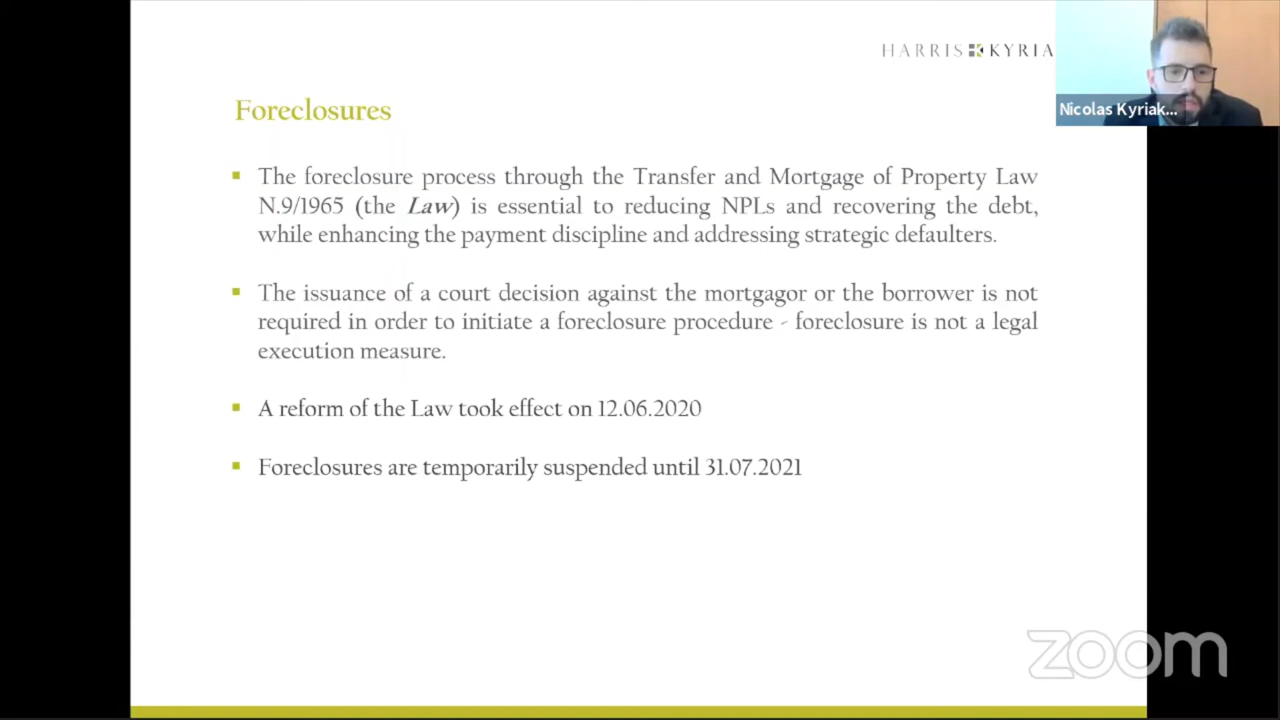 HARRIS KYRIA
Nicolas Kyriak...
Foreclosures
▪ The foreclosure process through the Transfer and Mortgage of Property Law
N.9/1965 (the Law) is essential to reducing NPLs and recovering the debt,
while enhancing the payment discipline and addressing strategic defaulters.
▪ The issuance of a court decision against the mortgagor or the borrower is not
required in order to initiate a foreclosure procedure - foreclosure is not a legal
execution measure.
▪ A reform of the Law took effect on 12.06.2020
▪ Foreclosures are temporarily suspended until 31.07.2021
zoom